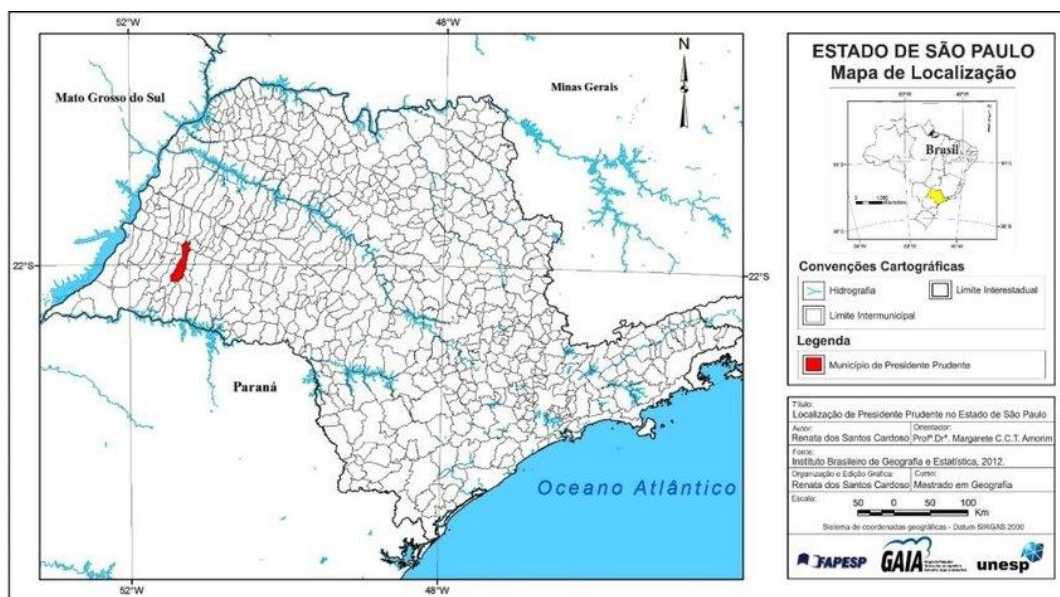 52°W
48°W
N
Mato Grosso do Sul
Minas Gerais
22°S
22°S
Paraná
Oceano Atlântico
52°W
48°W
ESTADO DE SÃO PAULO
Mapa de Localização
Brasil
Convenções Cartográficas
Hidrografia
Limite Interestadual
Limite Intermunicipal
Legenda
Município de Presidente Prudente
Título:
Localização de Presidente Prudente no Estado de São Paulo
Autor:
Renata dos Santos Cardoso
Orientador:
Profª.Drª. Margarete C.C.T. Amorim
Instituto Brasileiro de Geografia e Estatística, 2012.
Organização e Edição Gráfica:
Renata dos Santos Cardoso
Curso:
Mestrado em Geografia
Escala:
50 0 50 100
Km
Sistema de coordenadas geográficas - Datum SIRGAS 2000
FAPESP
GAIA
unesp